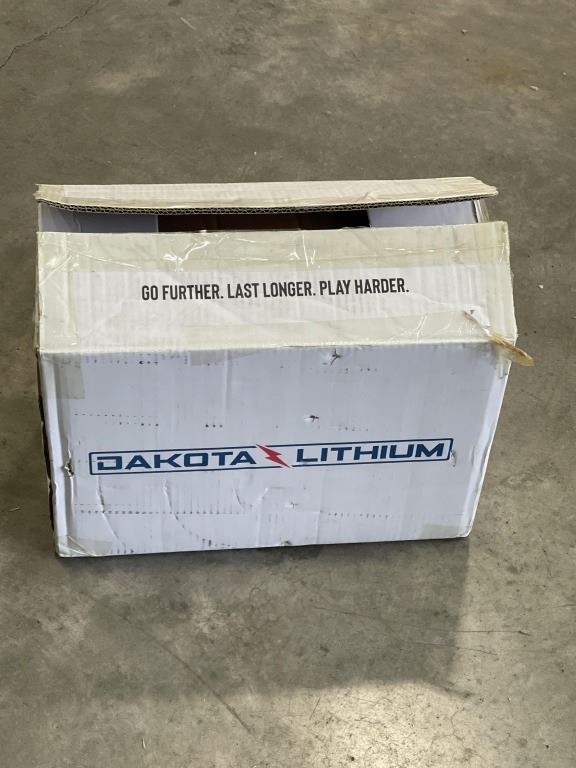 GO FURTHER. LAST LONGER. PLAY HARDER.
DAKOTA LITHIUM